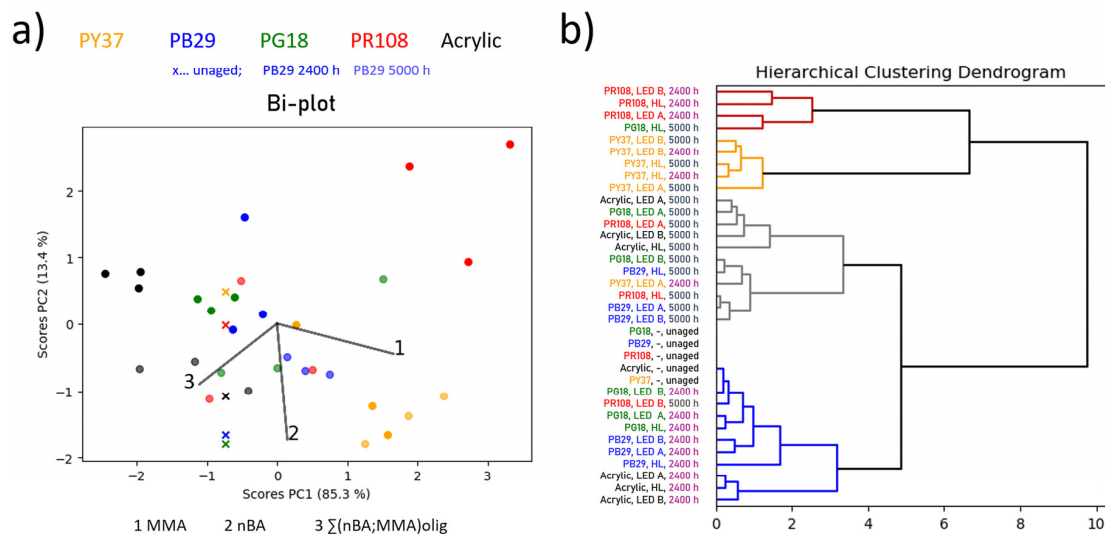 a)
PY37 PB29 PG18 PR108 Acrylic
x... unaged; PB29 2400 h PB29 5000 h
Bi-plot
Scores PC2 (13.4 %)
2
1
0
−1
−2
1
2
3
−2 −1 0 1 2 3
Scores PC1 (85.3 %)
1 MMA 2 nBA 3 ∑(nBA;MMA)olig
b)
Hierarchical Clustering Dendrogram
PR108, LED B, 2400 h
PR108, HL, 2400 h
PR108, LED A, 2400 h
PG18, HL, 5000 h
PY37, LED B, 5000 h
PY37, LED B, 2400 h
PY37, HL, 5000 h
PY37, HL, 2400 h
PY37, LED A, 5000 h
Acrylic, LED A, 5000 h
PG18, LED A, 5000 h
PR108, LED A, 5000 h
Acrylic, LED B, 5000 h
Acrylic, HL, 5000 h
PG18, LED B, 5000 h
PB29, HL, 5000 h
PY37, LED A, 2400 h
PR108, HL, 5000 h
PB29, LED A, 5000 h
PB29, LED B, 5000 h
PG18, -, unaged
PB29, -, unaged
PR108, -, unaged
Acrylic, -, unaged
PY37, -, unaged
PG18, LED B, 2400 h
PR108, LED B, 5000 h
PG18, LED A, 2400 h
PG18, HL, 2400 h
PB29, LED B, 2400 h
PB29, LED A, 2400 h
PB29, HL, 2400 h
Acrylic, LED A, 2400 h
Acrylic, HL, 2400 h
Acrylic, LED B, 2400 h
0 2 4 6 8 10